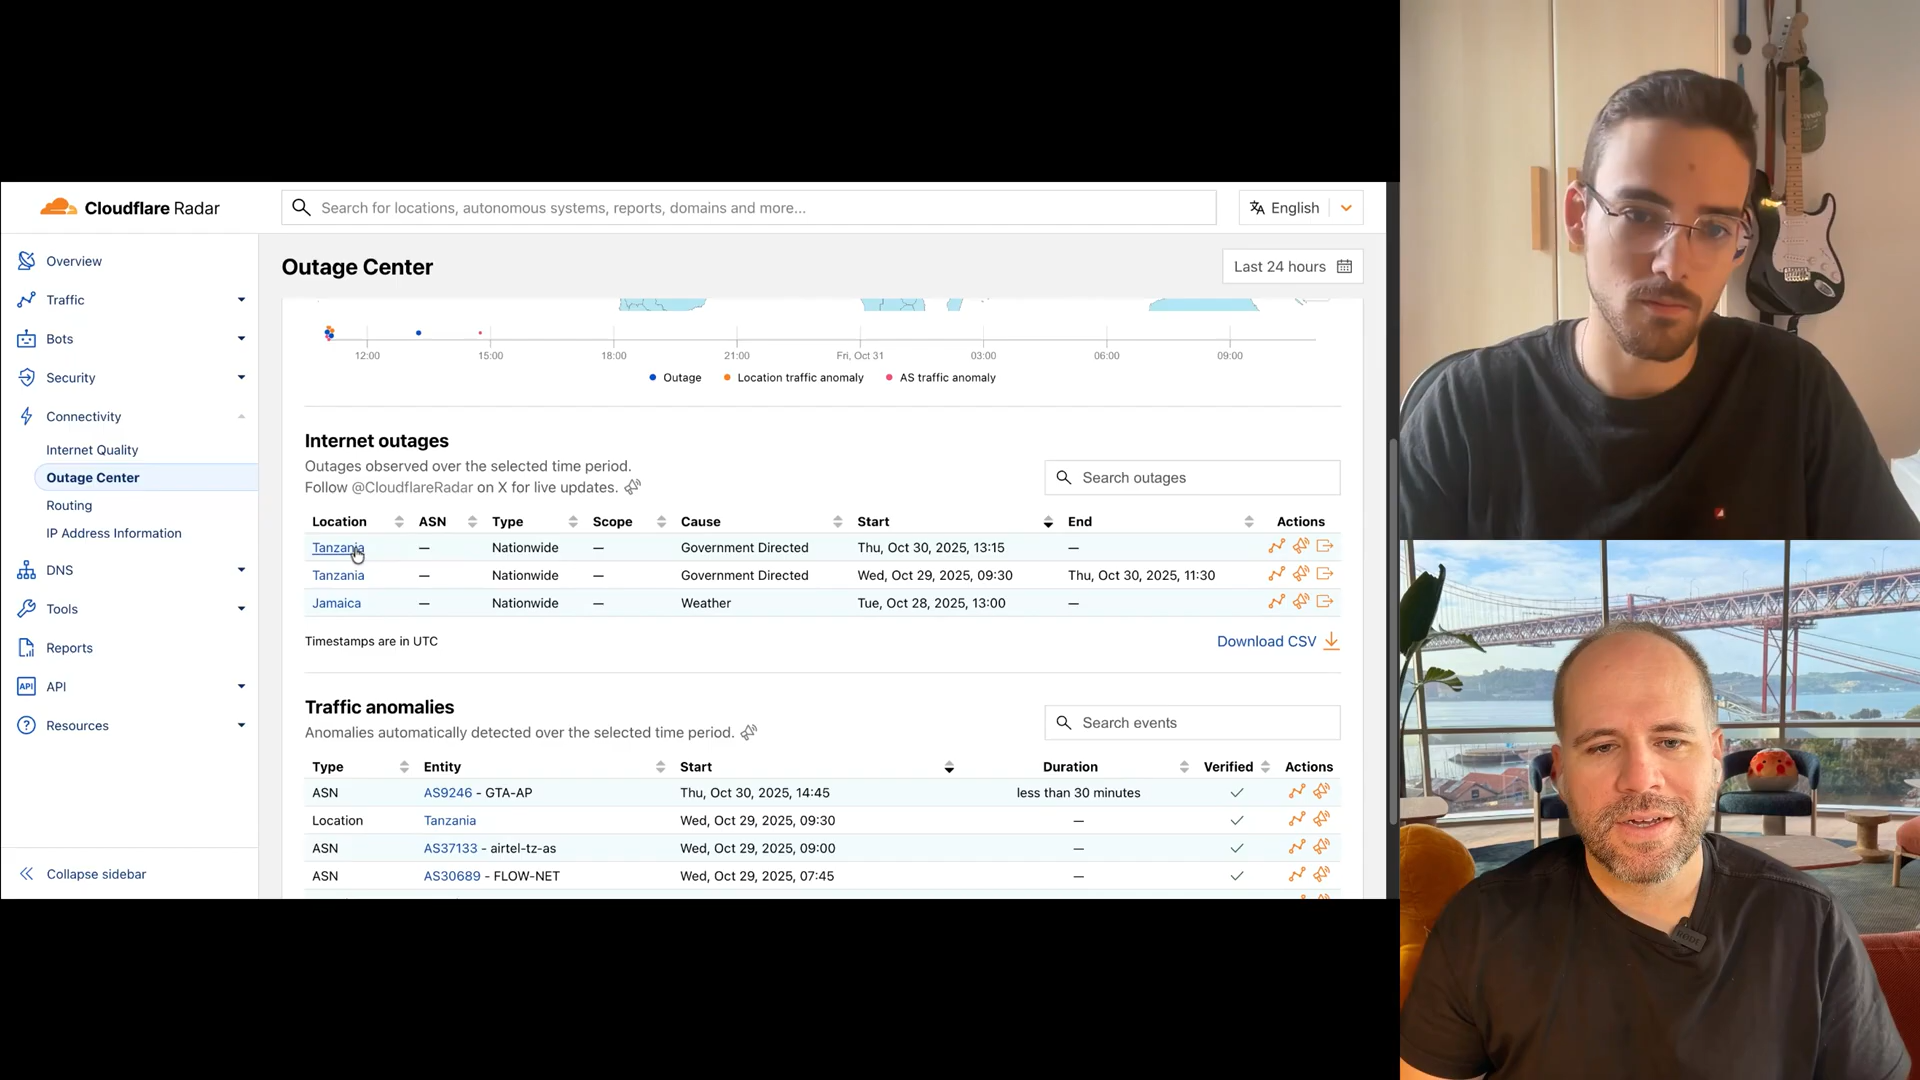 Cloudflare Radar
Search for locations, autonomous systems, reports, domains and more...
English
Overview
Traffic
Bots
Security
Connectivity
Internet Quality
Outage Center
Routing
IP Address Information
DNS
Tools
Reports
API
API
Resources
Collapse sidebar
Outage Center
Last 24 hours
12:00 15:00 18:00 21:00 Fri, Oct 31 03:00 06:00 09:00
Outage Location traffic anomaly AS traffic anomaly
Internet outages
Outages observed over the selected time period.
Follow @CloudflareRadar on X for live updates.
Search outages
Location ASN Type Scope Cause Start End Actions
Tanzania — Nationwide — Government Directed Thu, Oct 30, 2025, 13:15 —
Tanzania — Nationwide — Government Directed Wed, Oct 29, 2025, 09:30 Thu, Oct 30, 2025, 11:30
Jamaica — Nationwide — Weather Tue, Oct 28, 2025, 13:00 —
Timestamps are in UTC
Download CSV
Traffic anomalies
Anomalies automatically detected over the selected time period.
Search events
Type Entity Start Duration Verified Actions
ASN AS9246 - GTA-AP Thu, Oct 30, 2025, 14:45 less than 30 minutes
Location Tanzania Wed, Oct 29, 2025, 09:30 —
ASN AS37133 - airtel-tz-as Wed, Oct 29, 2025, 09:00 —
ASN AS30689 - FLOW-NET Wed, Oct 29, 2025, 07:45 —
RØDE